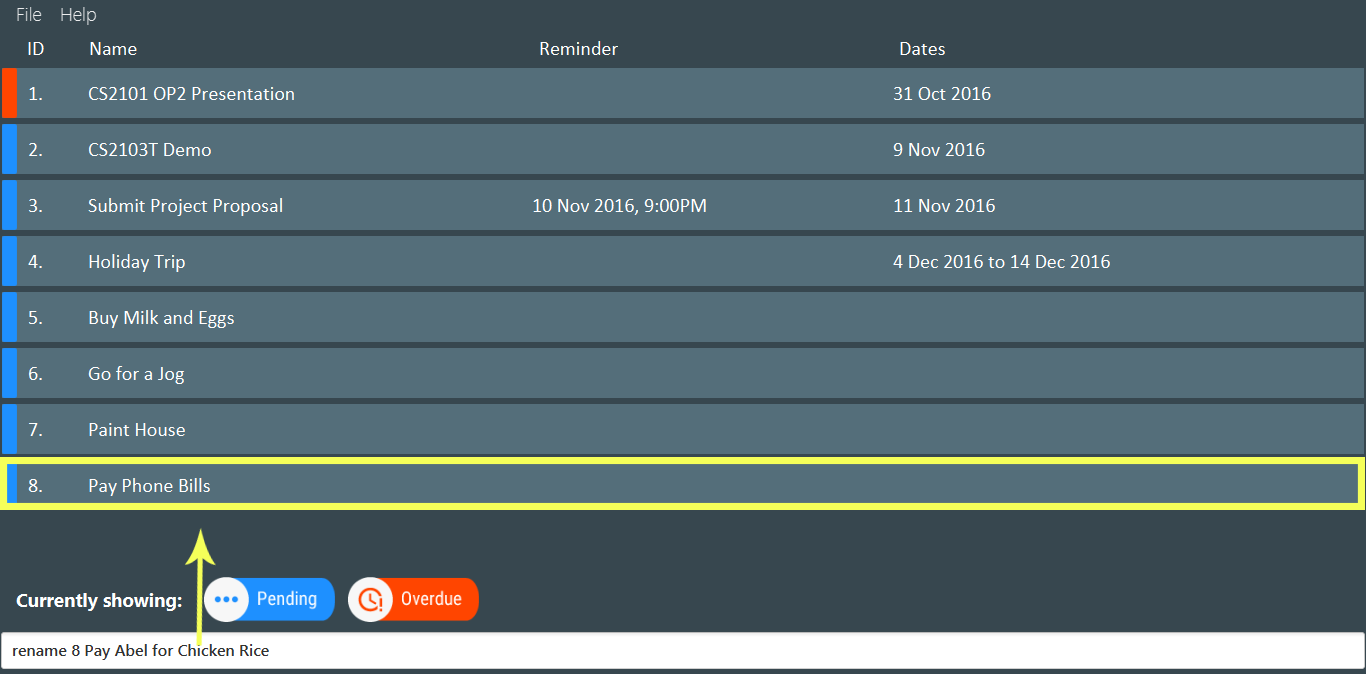 File Help
ID Name Reminder Dates
1. CS2101 OP2 Presentation 31 Oct 2016
2. CS2103T Demo 9 Nov 2016
3. Submit Project Proposal 10 Nov 2016, 9:00PM 11 Nov 2016
4. Holiday Trip 4 Dec 2016 to 14 Dec 2016
5. Buy Milk and Eggs
6. Go for a Jog
7. Paint House
8. Pay Phone Bills
Currently showing: Pending Overdue
rename 8 Pay Abel for Chicken Rice